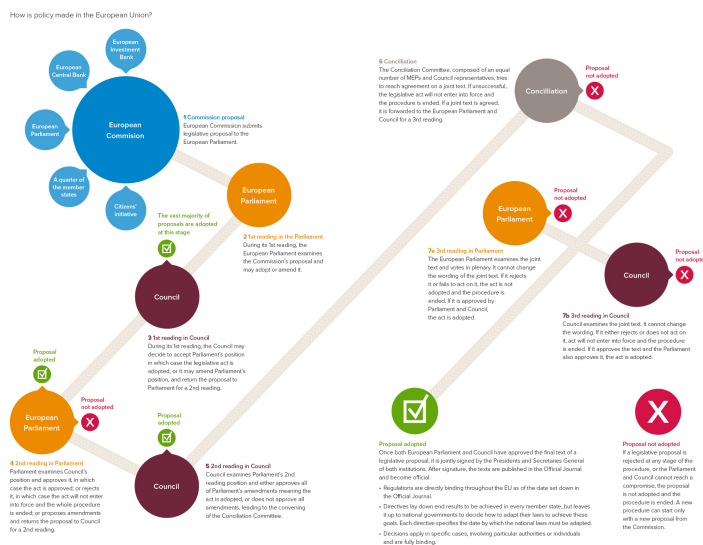 How is policy made in the European Union?
European
Investment
Bank
European
Central Bank
European
Parliament
A quarter of
the member
states
Citizens'
initiative
European
Commision
1 Commission proposal
European Commission submits
legislative proposal to the
European Parliament.
European
Parliament
2 1st reading in the Parliament
During its 1st reading, the
European Parliament examines
the Commission's proposal and
may adopt or amend it.
The vast majority of
proposals are adopted
at this stage
Council
3 1st reading in Council
During its 1st reading, the Council may
decide to accept Parliament's position
in which case the legislative act is
adopted, or it may amend Parliament's
position, and return the proposal to
Parliament for a 2nd reading.
Proposal
adopted
European
Parliament
Proposal
not adopted
X
4 2nd reading in Parliament
Parliament examines Council's
position and approves it, in which
case the act is approved; or rejects
it, in which case the act will not enter
into force and the whole procedure
is ended; or proposes amendments
and returns the proposal to Council
for a 2nd reading.
Proposal
adopted
Council
5 2nd reading in Council
Council examines Parliament's 2nd
reading position and either approves all
of Parliament's amendments meaning the
act is adopted, or does not approve all
amendments, leading to the convening
of the Conciliation Committee.
6 Concilliation
The Conciliation Committee, composed of an equal
number of MEPs and Council representatives, tries
to reach agreement on a joint text. If unsuccessful,
the legislative act will not enter into force and
the procedure is ended. If a joint text is agreed,
it is forwarded to the European Parliament and
Council for a 3rd reading.
Concilliation
Proposal
not adopted
X
European
Parliament
Proposal
not adopted
X
7a 3rd reading in Parliament
The European Parliament examines the joint
text and votes in plenary. It cannot change
the wording of the joint text. If it rejects
it or fails to act on it, the act is not
adopted and the procedure is
ended. If it is approved by
Parliament and Council,
the act is adopted.
Council
Proposal
not adopted
X
7b 3rd reading in Council
Council examines the joint text. It cannot change
the wording. If it either rejects or does not act on
it, act will not enter into force and the procedure
is ended. If it approves the text and the Parliament
also approves it, the act is adopted.
Proposal adopted
Once both European Parliament and Council have approved the final text of a
legislative proposal, it is jointly signed by the Presidents and Secretaries General
of both institutions. After signature, the texts are published in the Official Journal
and become official.
• Regulations are directly binding throughout the EU as of the date set down in
the Official Journal.
• Directives lay down end results to be achieved in every member state, but leaves
it up to national governments to decide how to adapt their laws to achieve these
goals. Each directive specifies the date by which the national laws must be adapted.
• Decisions apply in specific cases, involving particular authorities or individuals
and are fully binding.
X
Proposal not adopted
If a legislative proposal is
rejected at any stage of the
procedure, or the Parliament
and Council cannot reach a
compromise, the proposal
is not adopted and the
procedure is ended. A new
procedure can start only
with a new proposal from
the Commission.